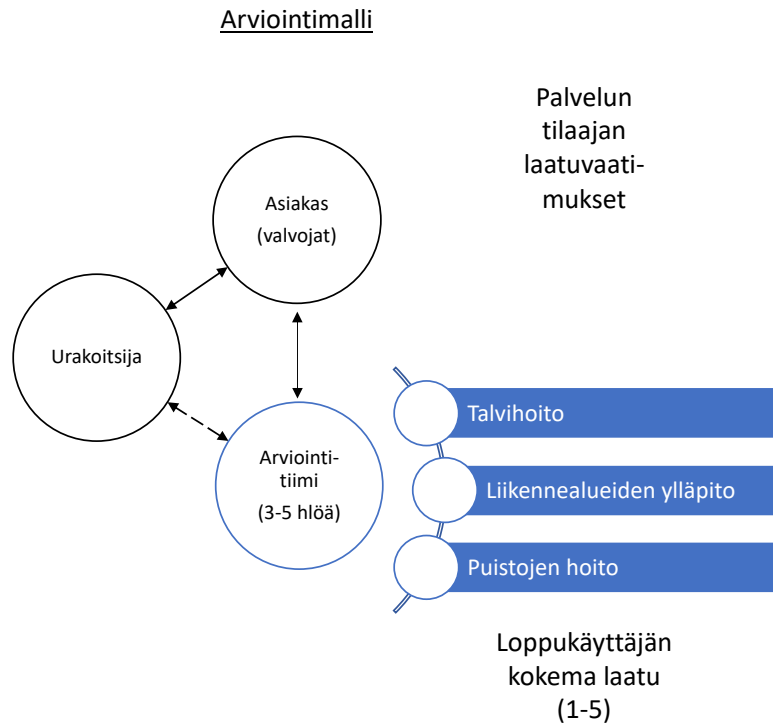 Arviointimalli
Palvelun
tilaajan
laatuvaati-
mukset
Asiakas
(valvojat)
Urakoitsija
Arviointi-
tiimi
(3-5 hlöä)
Talvihoito
Liikennealueiden ylläpito
Puistojen hoito
Loppukäyttäjän
kokema laatu
(1-5)